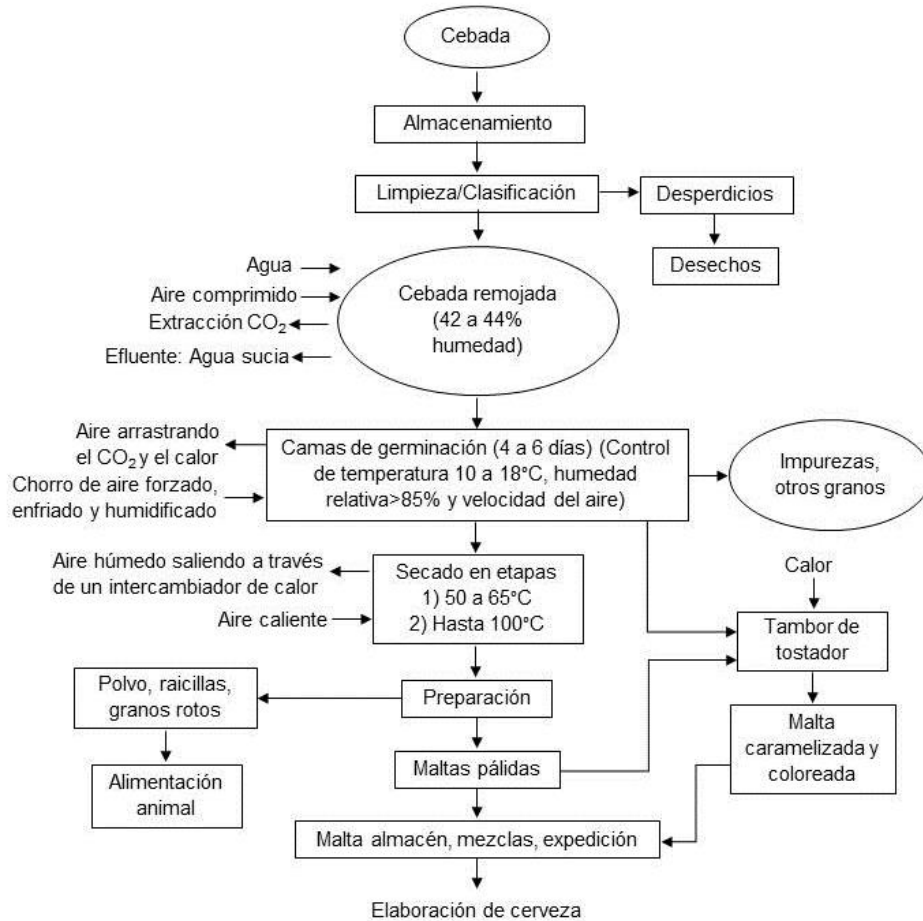 Cebada
Almacenamiento
Limpieza/Clasificación
Desperdicios
Desechos
Agua
Aire comprimido
Extracción CO₂
Efluente: Agua sucia
Cebada remojada
(42 a 44%
humedad)
Aire arrastrando
el CO₂ y el calor
Chorro de aire forzado,
enfriado y humidificado
Camas de germinación (4 a 6 días) (Control
de temperatura 10 a 18°C, humedad
relativa>85% y velocidad del aire)
Impurezas,
otros granos
Aire húmedo saliendo a través
de un intercambiador de calor
Aire caliente
Secado en etapas
1) 50 a 65°C
2) Hasta 100°C
Calor
Tambor de
tostador
Polvo, raicillas,
granos rotos
Preparación
Alimentación
animal
Maltas pálidas
Malta
caramelizada y
coloreada
Malta almacén, mezclas, expedición
Elaboración de cerveza